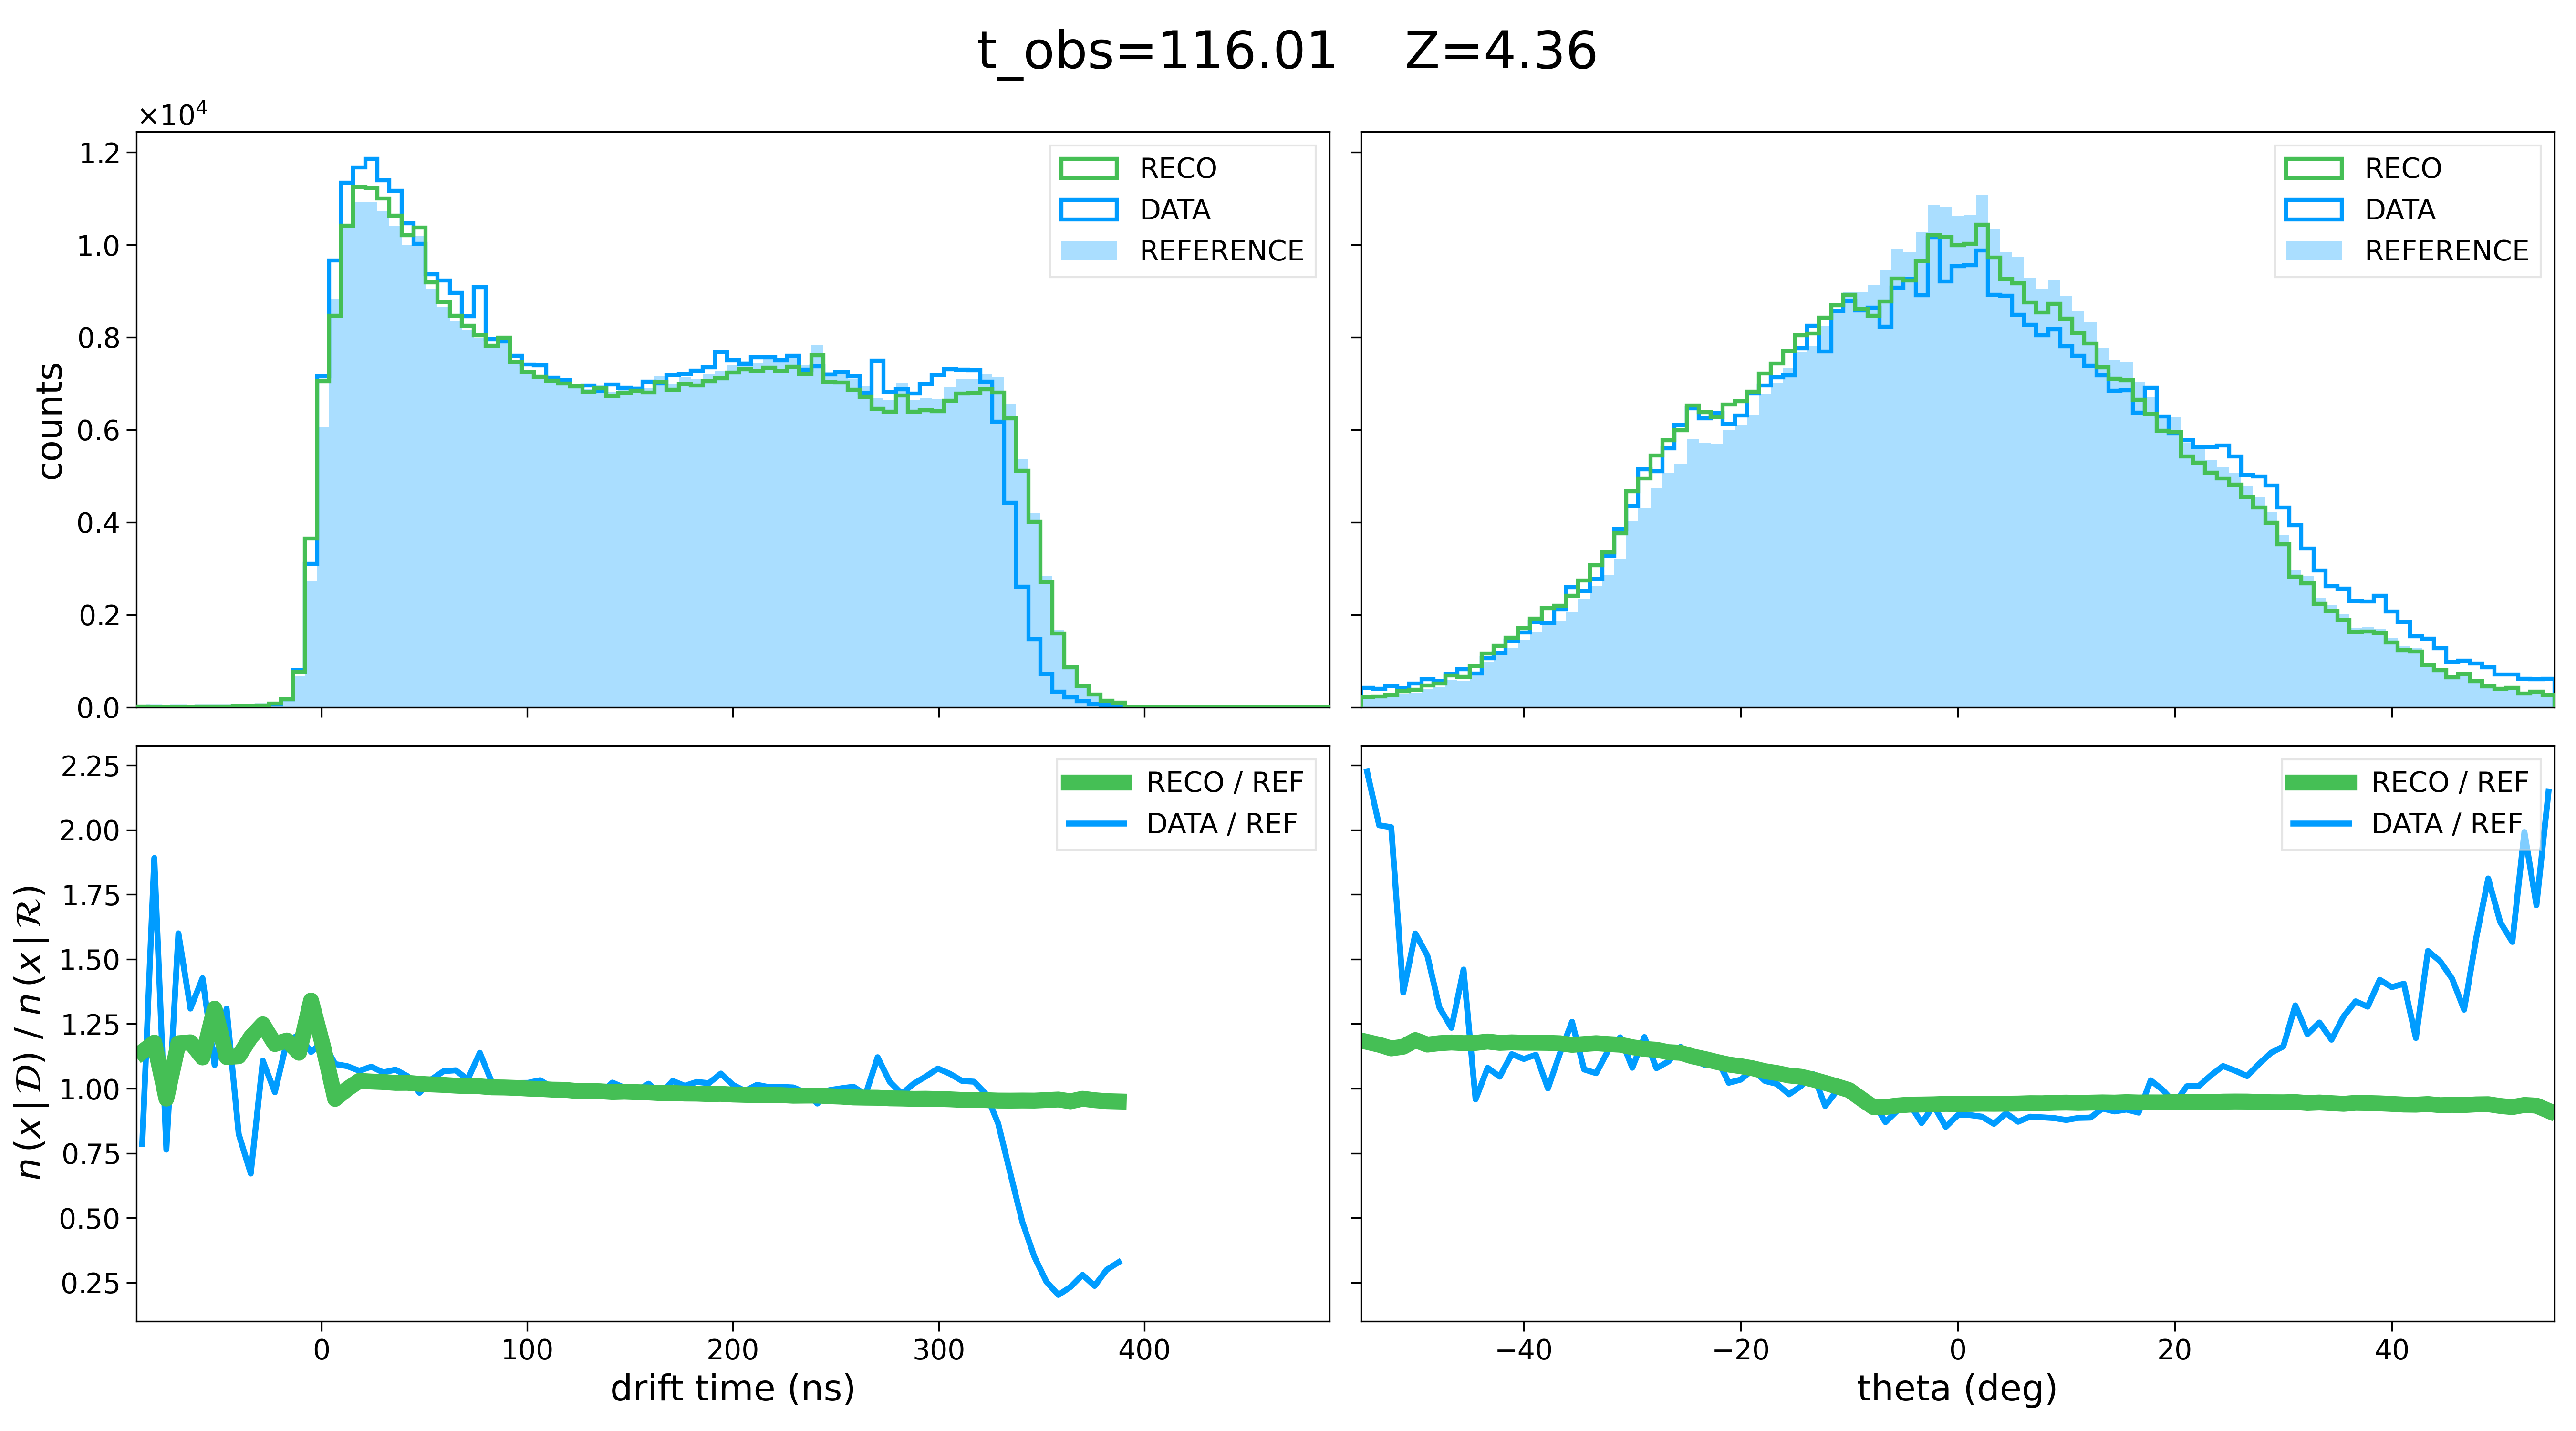 t_obs=116.01 Z=4.36
×10⁴
1.2
1.0
0.8
0.6
0.4
0.2
0.0
counts
RECO
DATA
REFERENCE
RECO
DATA
REFERENCE
2.25
2.00
1.75
1.50
1.25
1.00
0.75
0.50
0.25
n(x|𝒟) / n(x|ℛ)
RECO / REF
DATA / REF
RECO / REF
DATA / REF
0 100 200 300 400
drift time (ns)
−40 −20 0 20 40
theta (deg)